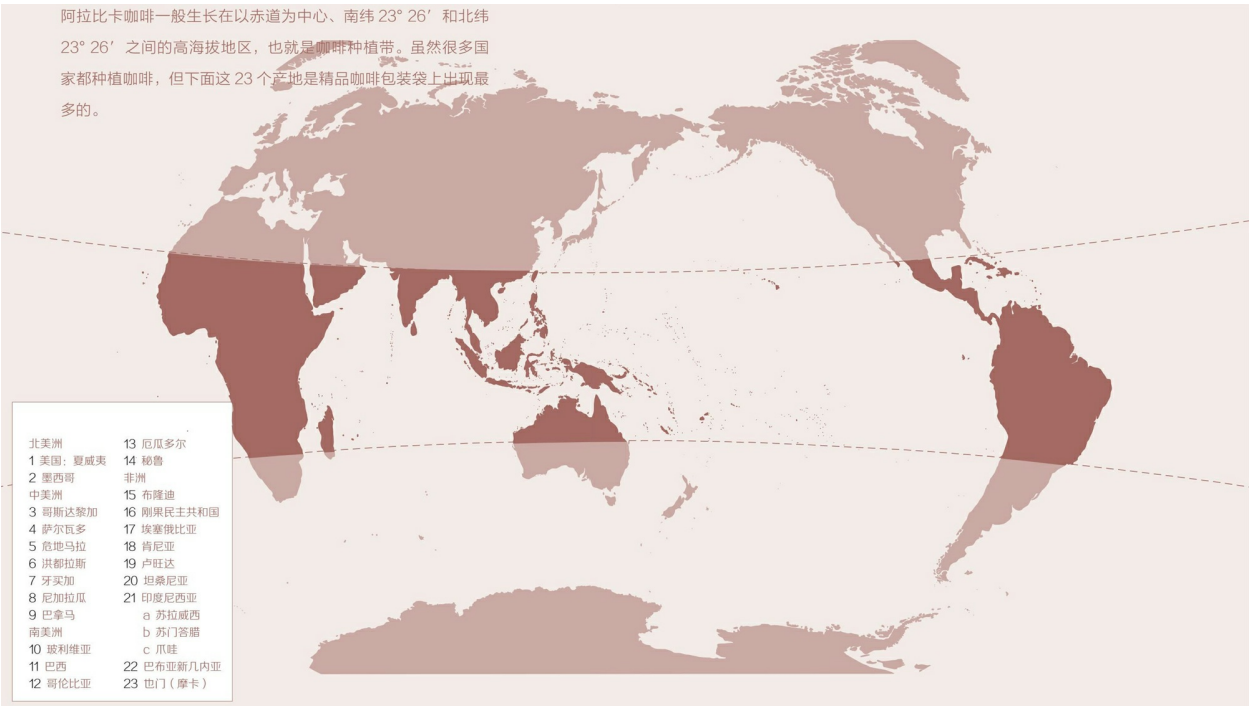 阿拉比卡咖啡一般生长在以赤道为中心、南纬 23° 26′ 和北纬
23° 26′ 之间的高海拔地区，也就是咖啡种植带。虽然很多国
家都种植咖啡，但下面这 23 个产地是精品咖啡包装袋上出现最
多的。
北美洲
1 美国：夏威夷
2 墨西哥
中美洲
3 哥斯达黎加
4 萨尔瓦多
5 危地马拉
6 洪都拉斯
7 牙买加
8 尼加拉瓜
9 巴拿马
南美洲
10 玻利维亚
11 巴西
12 哥伦比亚
13 厄瓜多尔
14 秘鲁
非洲
15 布隆迪
16 刚果民主共和国
17 埃塞俄比亚
18 肯尼亚
19 卢旺达
20 坦桑尼亚
21 印度尼西亚
a 苏拉威西
b 苏门答腊
c 爪哇
22 巴布亚新几内亚
23 也门（摩卡）